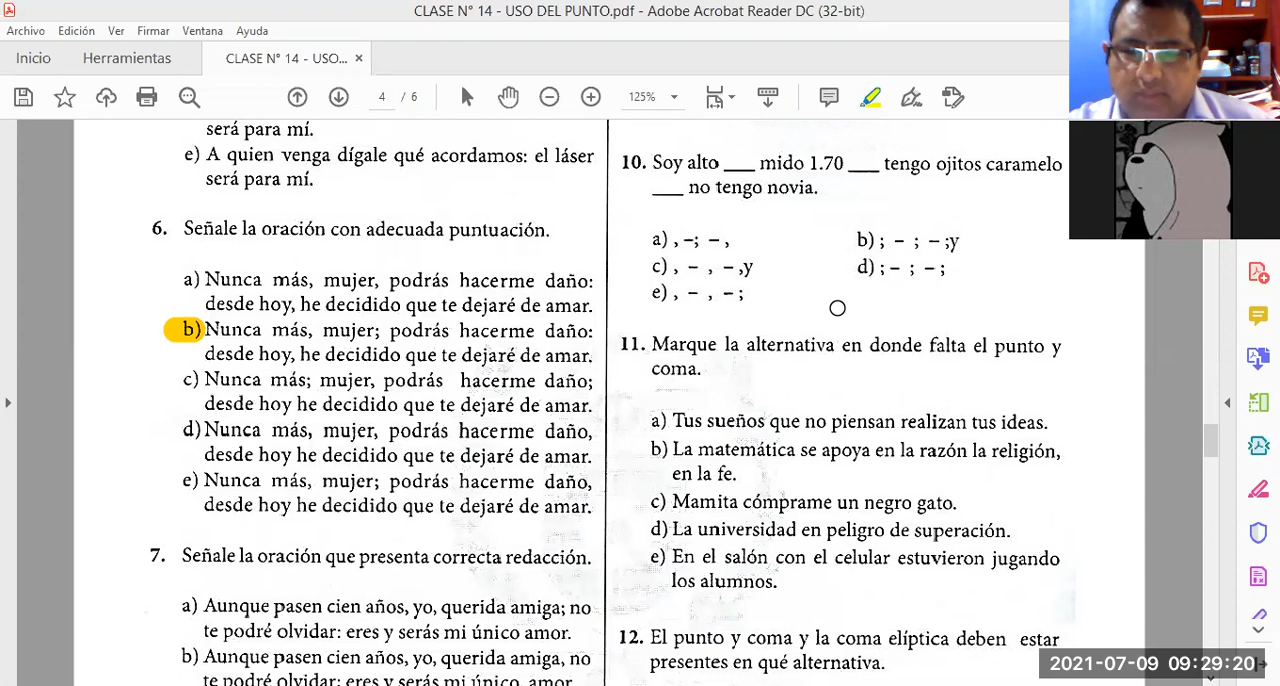 CLASE N° 14 - USO DEL PUNTO.pdf - Adobe Acrobat Reader DC (32-bit)
Archivo Edición Ver Firmar Ventana Ayuda
Inicio Herramientas CLASE N° 14 - USO... ×
4 / 6 125%
será para mí.
e) A quien venga dígale qué acordamos: el láser
será para mí.
6. Señale la oración con adecuada puntuación.
a) Nunca más, mujer, podrás hacerme daño:
desde hoy, he decidido que te dejaré de amar.
b) Nunca más, mujer; podrás hacerme daño:
desde hoy, he decidido que te dejaré de amar.
c) Nunca más; mujer, podrás hacerme daño;
desde hoy he decidido que te dejaré de amar.
d) Nunca más, mujer, podrás hacerme daño,
desde hoy he decidido que te dejaré de amar.
e) Nunca más, mujer; podrás hacerme daño,
desde hoy he decidido que te dejaré de amar.
7. Señale la oración que presenta correcta redacción.
a) Aunque pasen cien años, yo, querida amiga; no
te podré olvidar: eres y serás mi único amor.
b) Aunque pasen cien años, yo, querida amiga, no
te podré olvidar: eres y serás mi único amor.
10. Soy alto ___ mido 1.70 ___ tengo ojitos caramelo
___ no tengo novia.
a) , –; – , b) ; – ; – ;y
c) , – , – ,y d) ; – ; – ;
e) , – , – ;
11. Marque la alternativa en donde falta el punto y
coma.
a) Tus sueños que no piensan realizan tus ideas.
b) La matemática se apoya en la razón la religión,
en la fe.
c) Mamita cómprame un negro gato.
d) La universidad en peligro de superación.
e) En el salón con el celular estuvieron jugando
los alumnos.
12. El punto y coma y la coma elíptica deben estar
presentes en qué alternativa.
2021-07-09 09:29:20